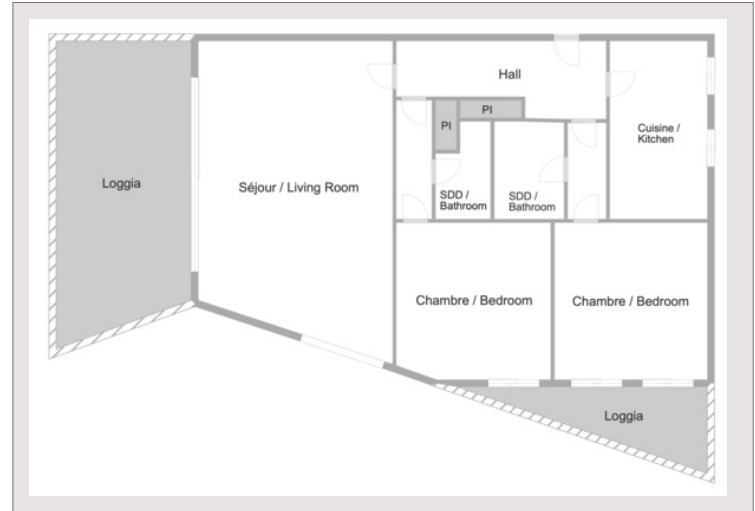 Hall
PI
PI
Cuisine /
Kitchen
Loggia
Séjour / Living Room
SDD /
Bathroom
SDD /
Bathroom
Chambre / Bedroom
Chambre / Bedroom
Loggia